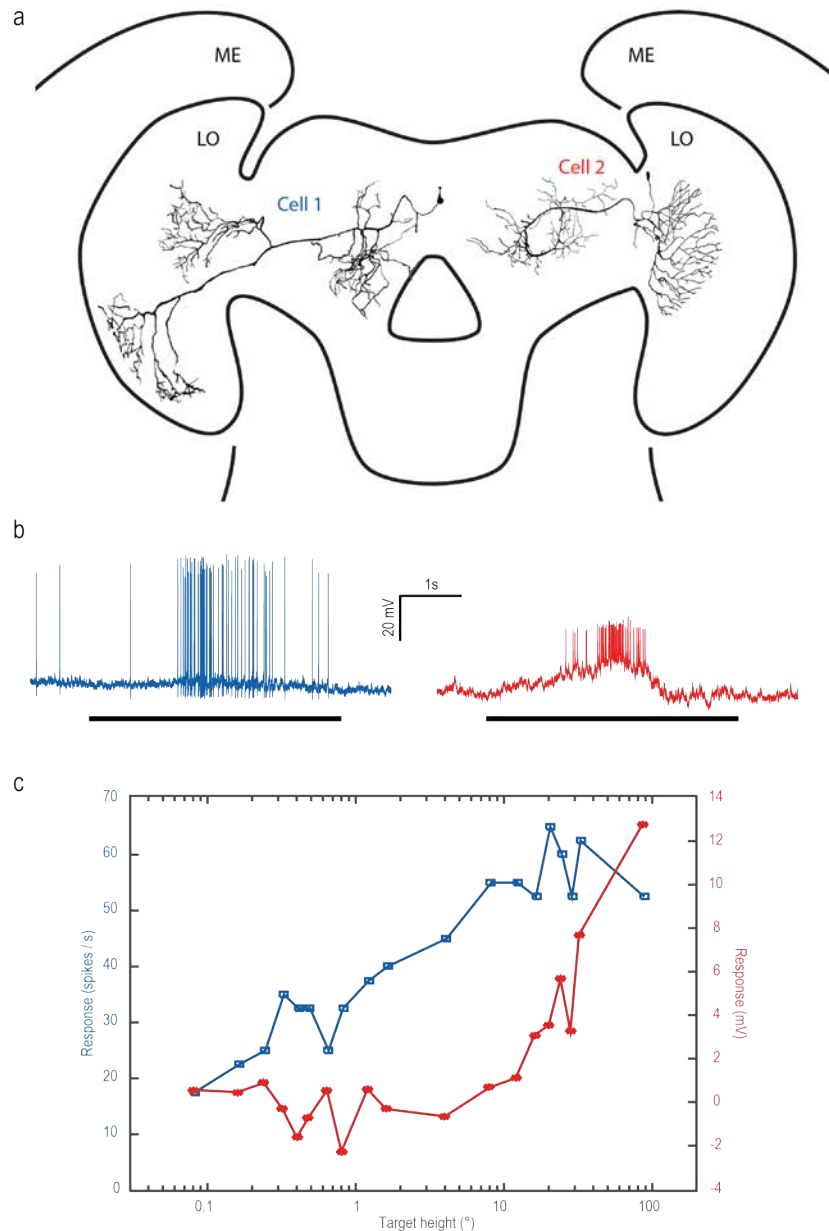 a
ME
ME
LO
LO
Cell 1
Cell 2
b
1s
20 mV
c
70
60
50
40
30
20
10
0
Response (spikes / s)
14
12
10
8
6
4
2
0
-2
-4
Response (mV)
0.1
1
10
100
Target height (°)